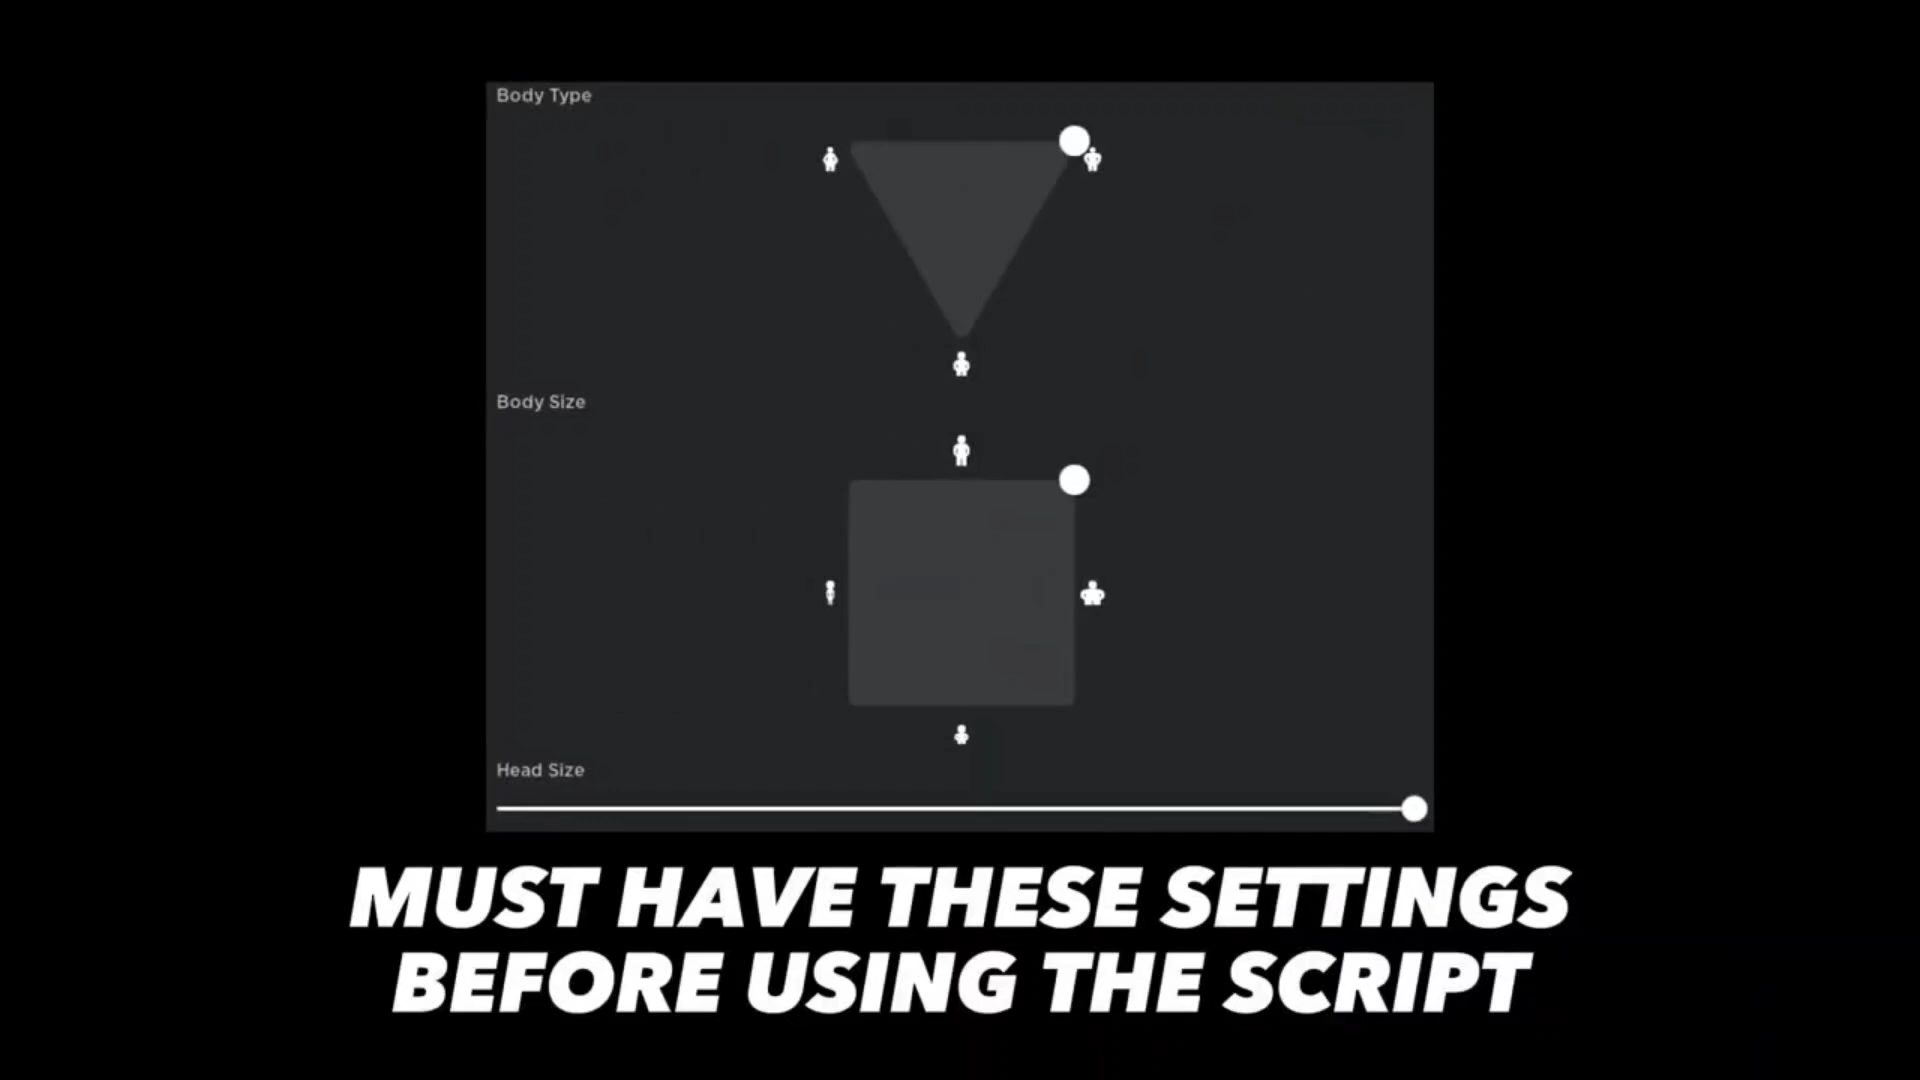 Body Type
Body Size
Head Size
MUST HAVE THESE SETTINGS
BEFORE USING THE SCRIPT